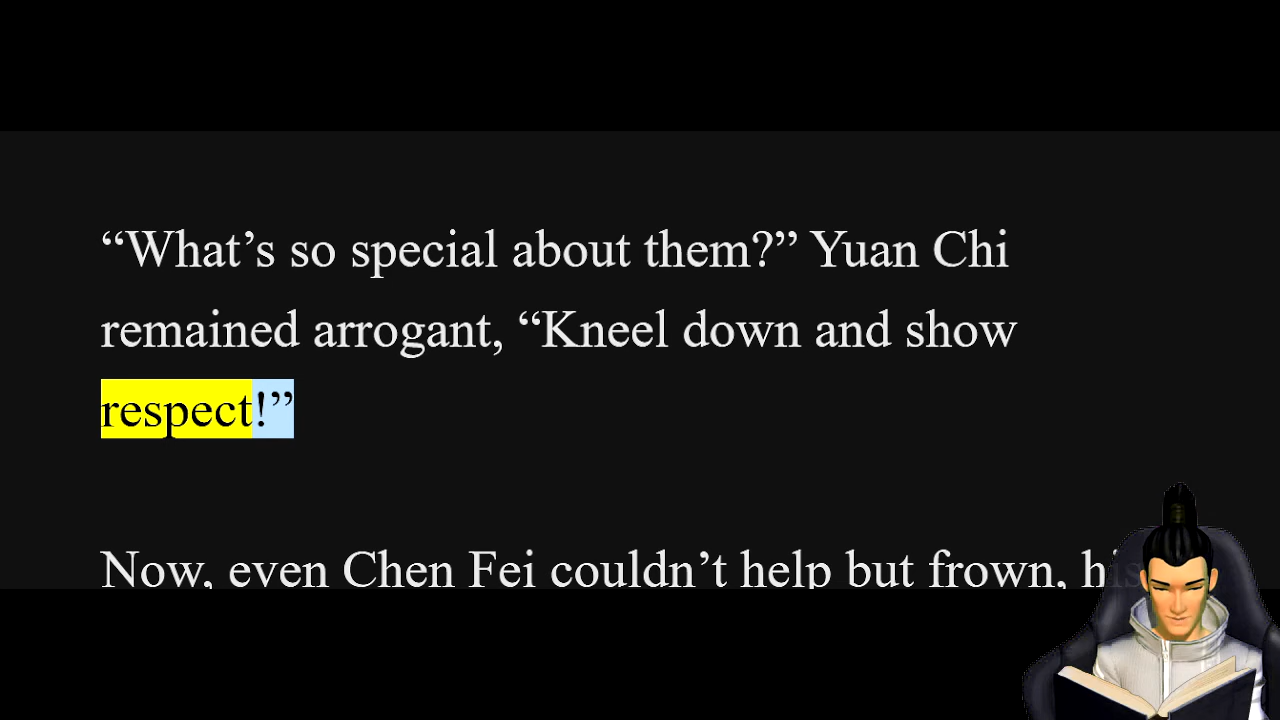 “What’s so special about them?” Yuan Chi
remained arrogant, “Kneel down and show
respect!”
Now, even Chen Fei couldn’t help but frown, his